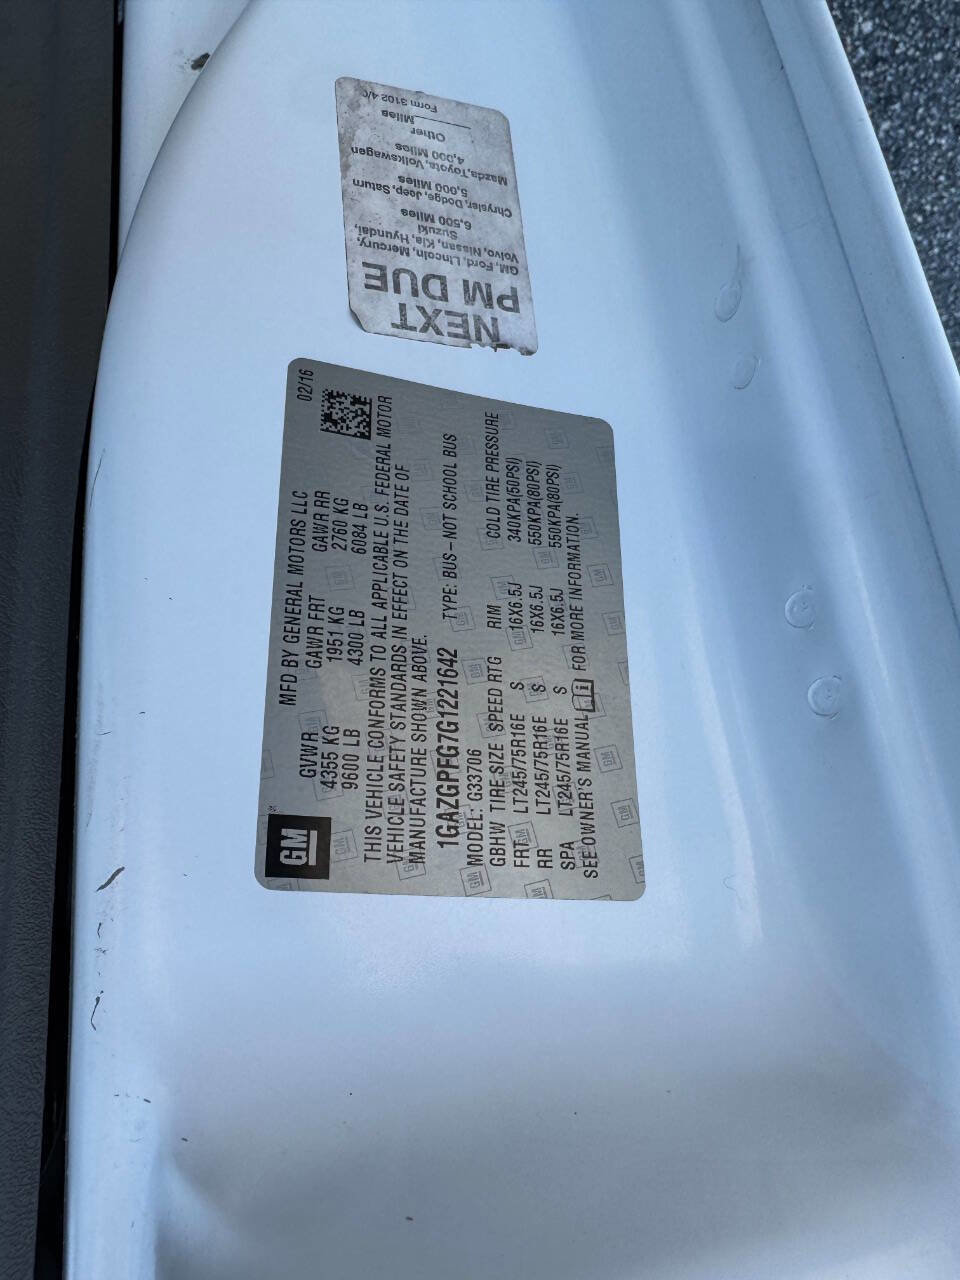 MFD BY GENERAL MOTORS LLC 02/16
GVWR GAWR FRT GAWR RR
4355 KG 1951 KG 2760 KG
9600 LB 4300 LB 6084 LB
THIS VEHICLE CONFORMS TO ALL APPLICABLE U.S. FEDERAL MOTOR
VEHICLE SAFETY STANDARDS IN EFFECT ON THE DATE OF
MANUFACTURE SHOWN ABOVE.
1GAZGPFG7G1221642 TYPE: BUS-NOT SCHOOL BUS
MODEL: G33706
GBHW TIRE SIZE SPEED RTG RIM COLD TIRE PRESSURE
FRT LT245/75R16E S 16X6.5J 340KPA(50PSI)
RR LT245/75R16E S 16X6.5J 550KPA(80PSI)
SPA LT245/75R16E S 16X6.5J 550KPA(80PSI)
SEE OWNER'S MANUAL FOR MORE INFORMATION.
GM
NEXT
PM DUE
GM, Ford, Lincoln, Mercury,
Volvo, Nissan, Kia, Hyundai,
Suzuki
6,500 Miles
Chrysler, Dodge, Jeep, Saturn
5,000 Miles
Mazda, Toyota, Volkswagen
4,000 Miles
Other
Miles
Form 3102 4/0